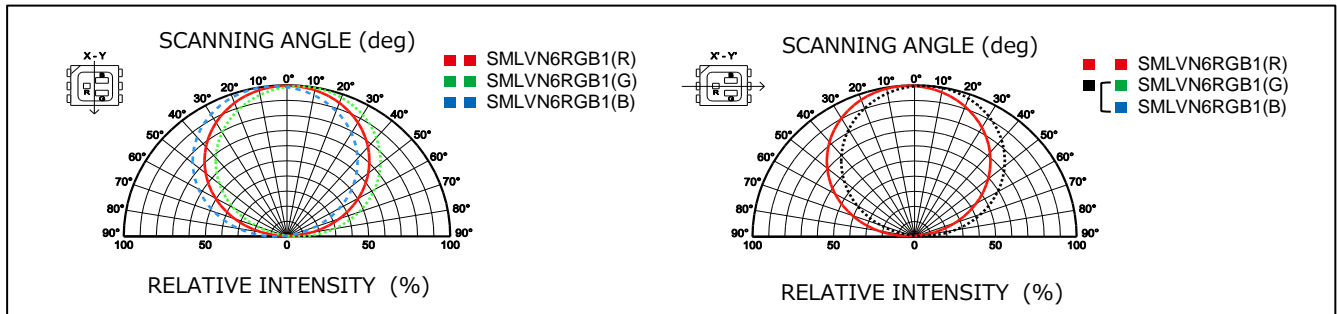 SCANNING ANGLE (deg)
X - Y
B
R
G
SMLVN6RGB1(R)
SMLVN6RGB1(G)
SMLVN6RGB1(B)
0°
10° 10°
20° 20°
30° 30°
40° 40°
50° 50°
60° 60°
70° 70°
80° 80°
90° 90°
100 50 0 50 100
RELATIVE INTENSITY (%)
SCANNING ANGLE (deg)
X' - Y'
B
R
G
SMLVN6RGB1(R)
SMLVN6RGB1(G)
SMLVN6RGB1(B)
0°
10° 10°
20° 20°
30° 30°
40° 40°
50° 50°
60° 60°
70° 70°
80° 80°
90° 90°
100 50 0 50 100
RELATIVE INTENSITY (%)